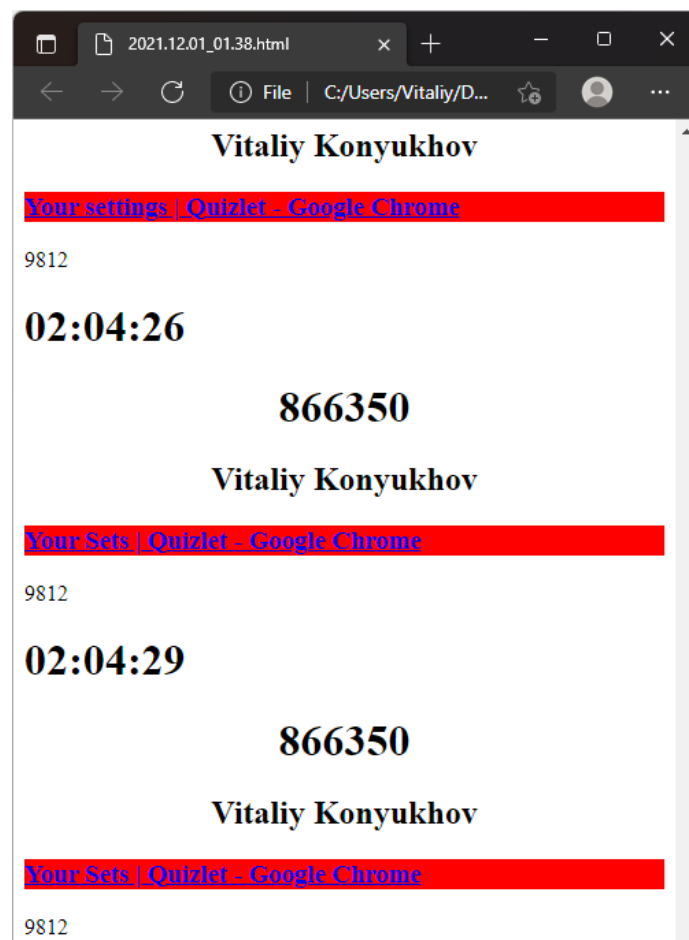 2021.12.01_01.38.html
File | C:/Users/Vitaliy/D...
Vitaliy Konyukhov
Your settings | Quizlet - Google Chrome
9812
02:04:26
866350
Vitaliy Konyukhov
Your Sets | Quizlet - Google Chrome
9812
02:04:29
866350
Vitaliy Konyukhov
Your Sets | Quizlet - Google Chrome
9812